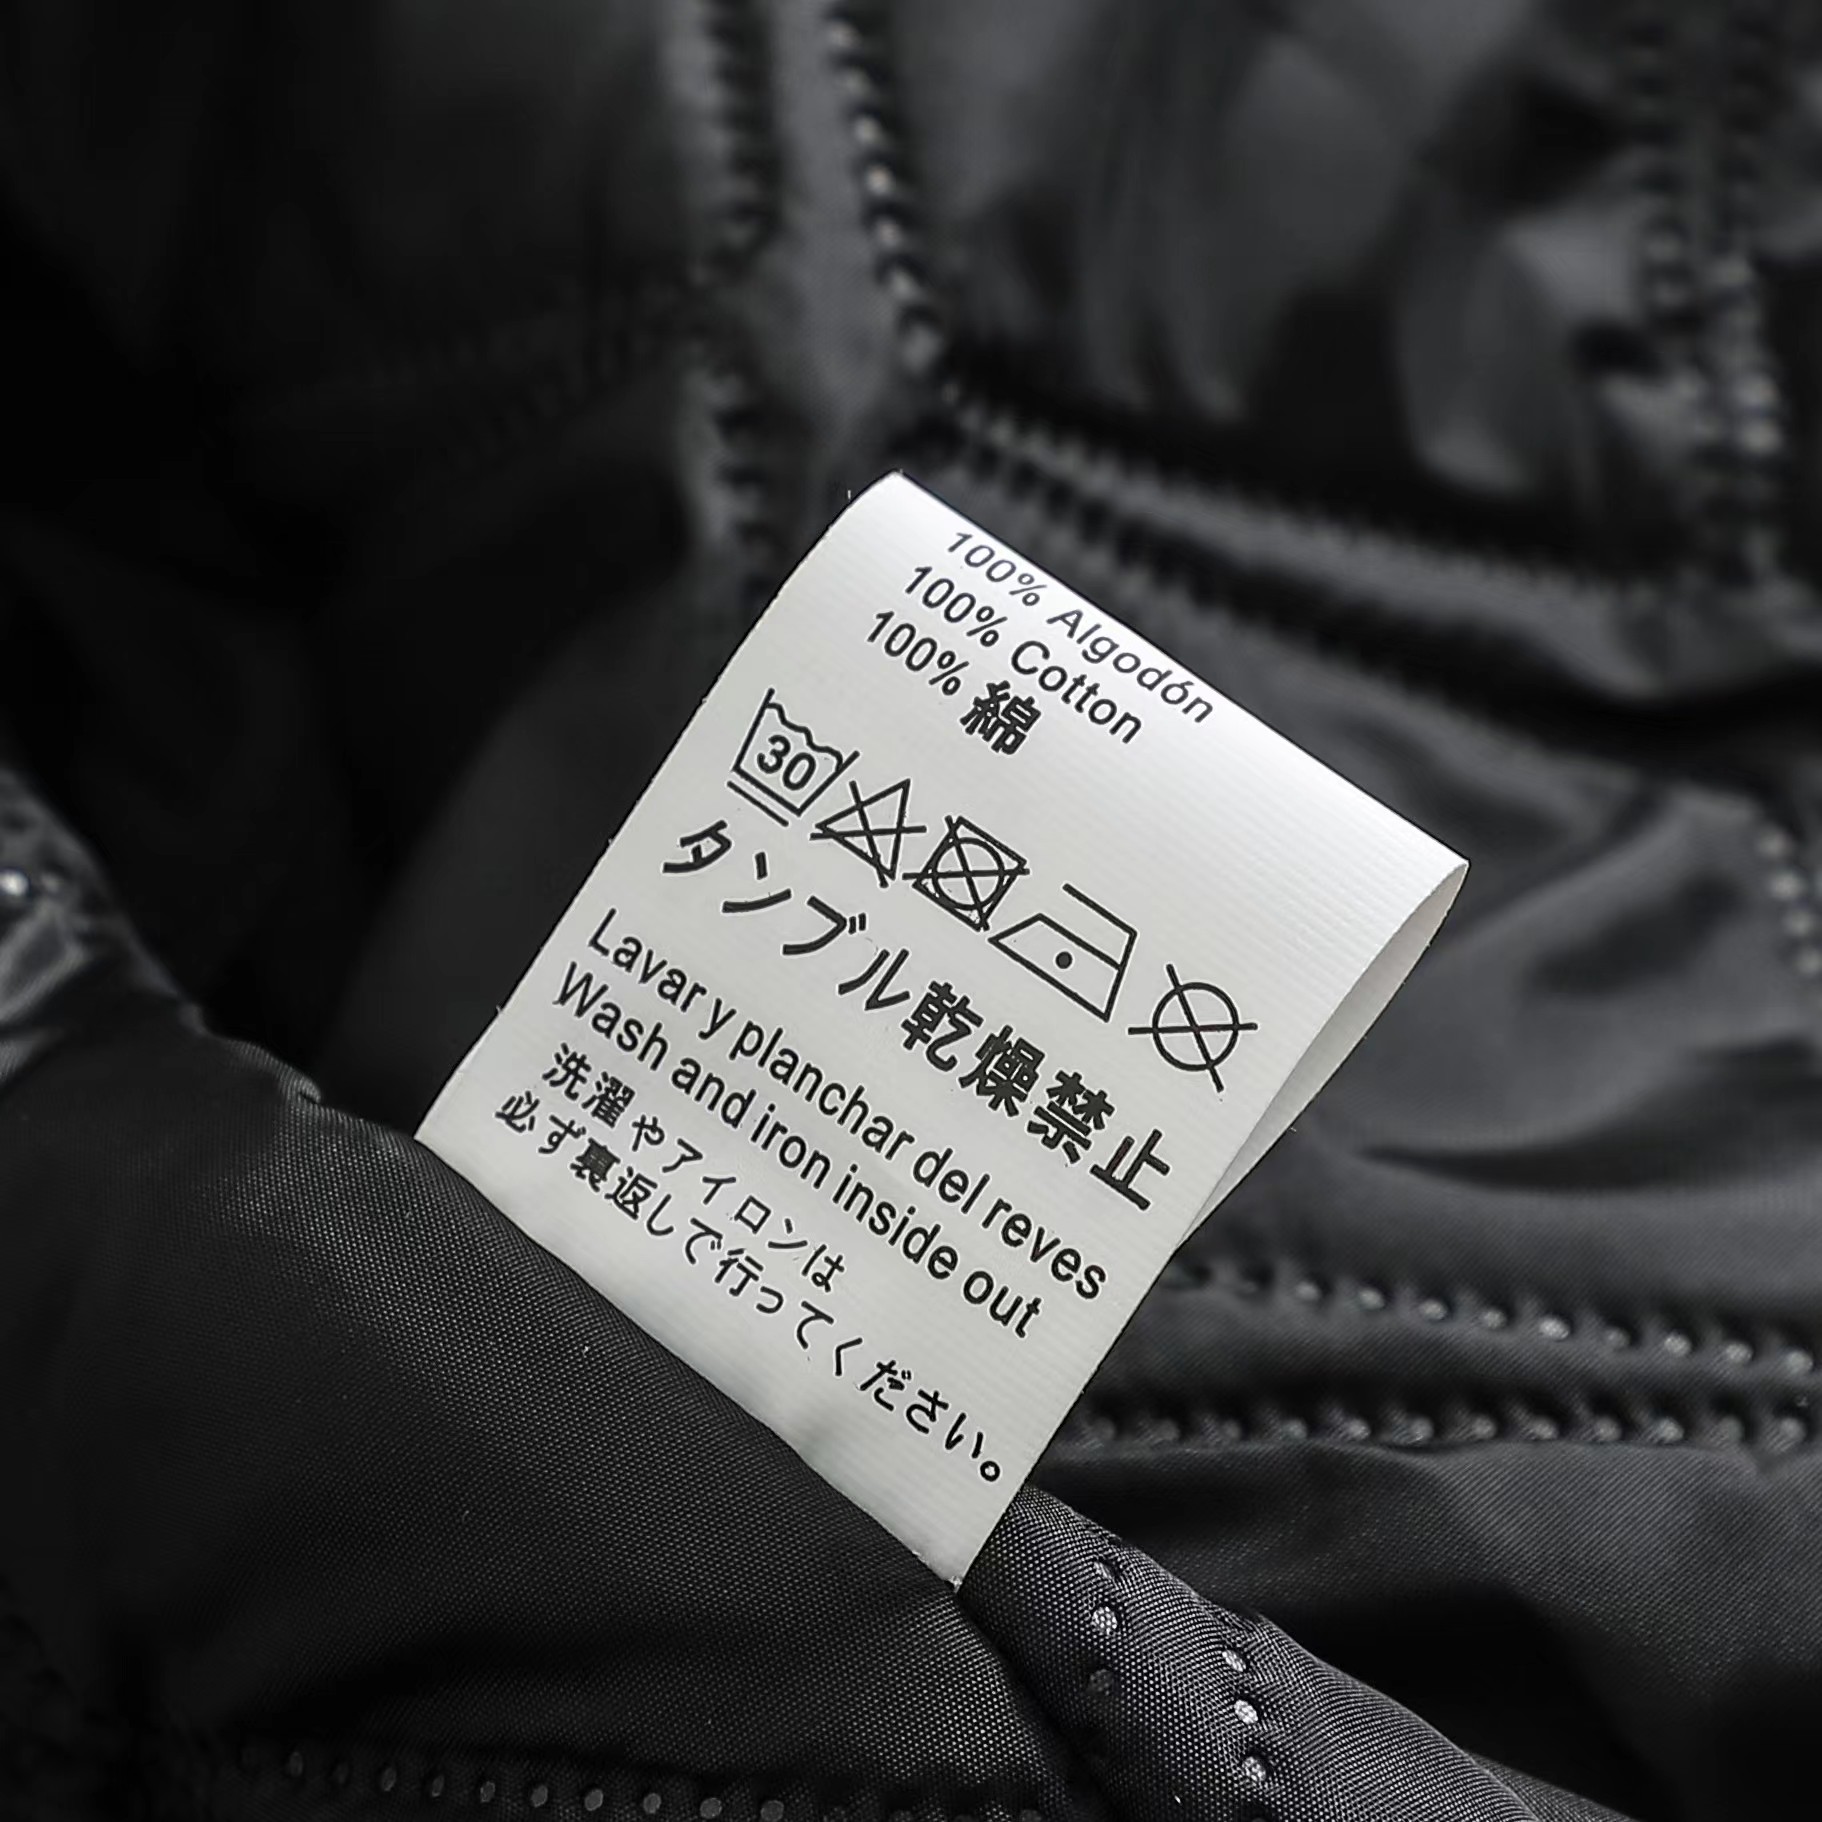 100% Algodón
100% Cotton
100% 綿
30
タンブル乾燥禁止
Lavar y planchar del reves
Wash and iron inside out
洗濯やアイロンは
必ず裏返しで行ってください。